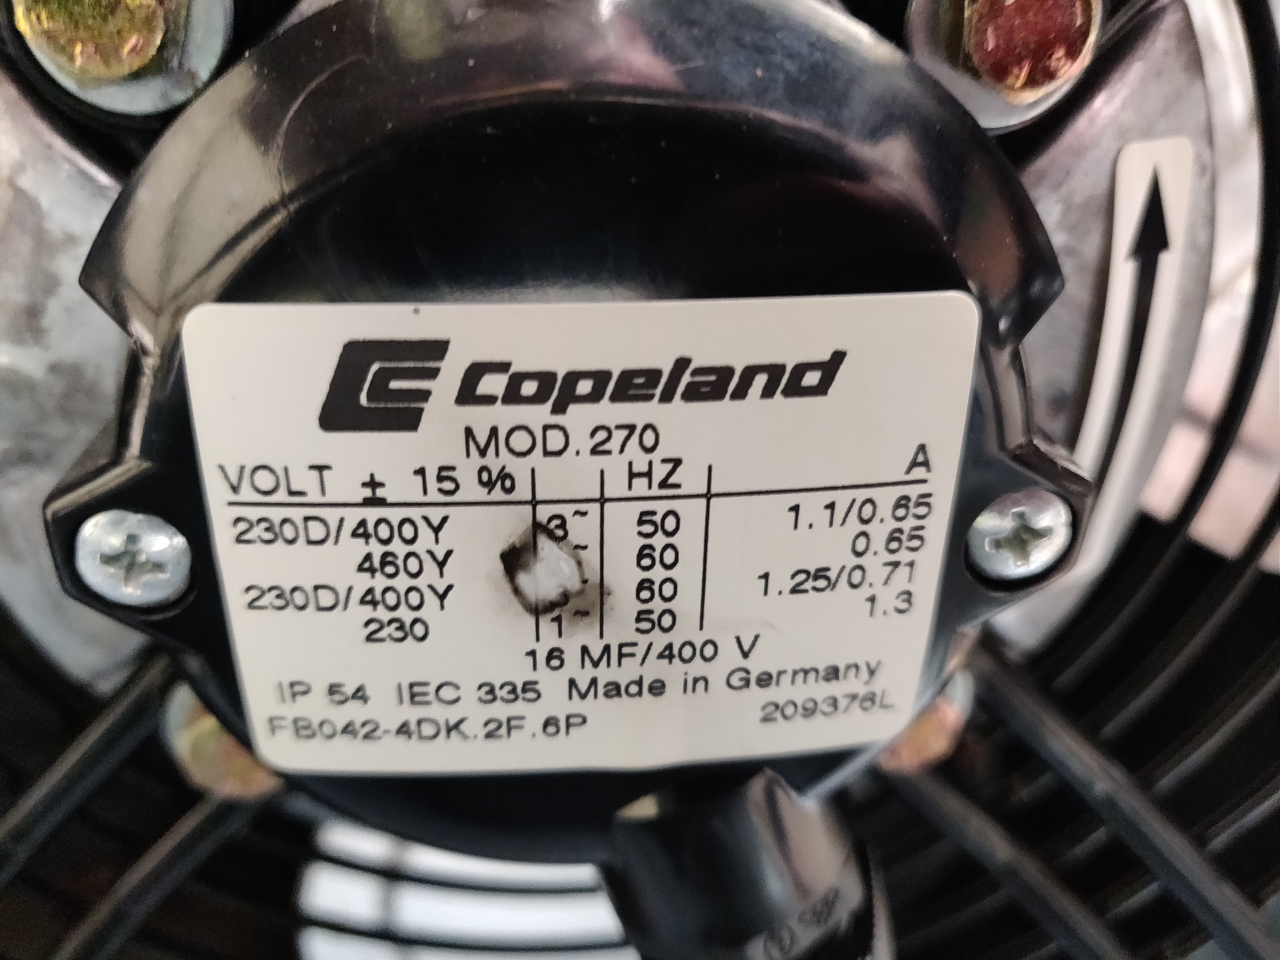 Copeland
MOD.270
VOLT ± 15 % HZ A
230D/400Y 3~ 50 1.1/0.65
460Y ~ 60 0.65
230D/400Y 60 1.25/0.71
230 1~ 50 1.3
16 MF/400 V
IP 54 IEC 335 Made in Germany
FB042-4DK.2F.6P 209376L